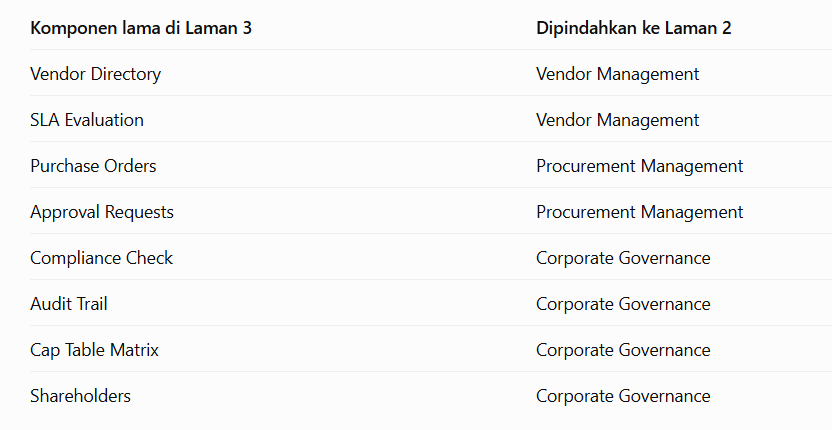 Komponen lama di Laman 3 Dipindahkan ke Laman 2
Vendor Directory Vendor Management
SLA Evaluation Vendor Management
Purchase Orders Procurement Management
Approval Requests Procurement Management
Compliance Check Corporate Governance
Audit Trail Corporate Governance
Cap Table Matrix Corporate Governance
Shareholders Corporate Governance